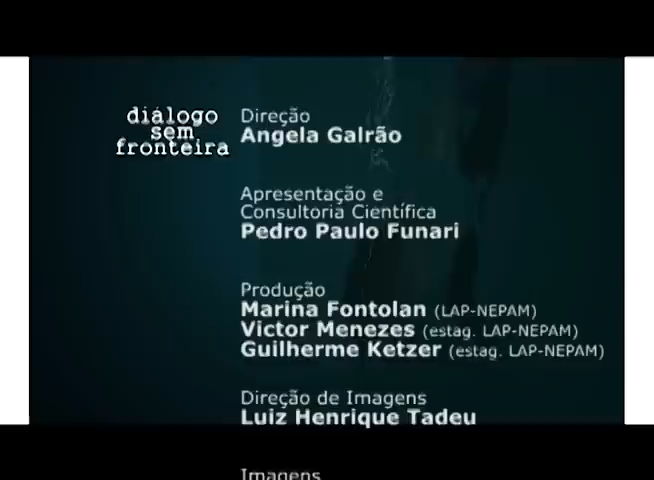 diálogo
sem
fronteira
Direção
Angela Galrão
Apresentação e
Consultoria Científica
Pedro Paulo Funari
Produção
Marina Fontolan (LAP-NEPAM)
Victor Menezes (estag. LAP-NEPAM)
Guilherme Ketzer (estag. LAP-NEPAM)
Direção de Imagens
Luiz Henrique Tadeu
Imagens